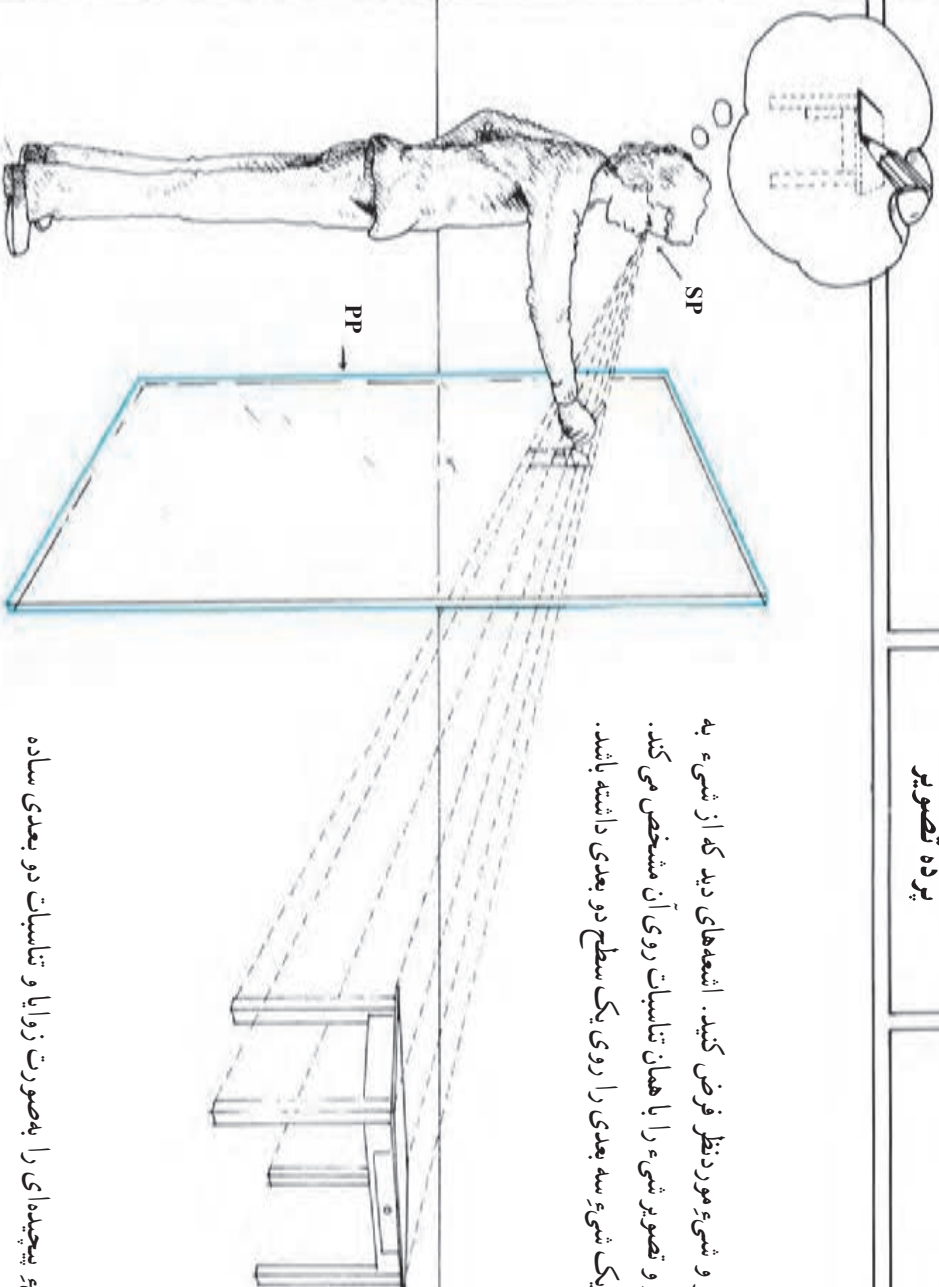 پرده تصویر
و شیءِ موردنظر فرض کنید. اشعه‌های دید که از شیء به
و تصویر شیء را با همان تناسبات روی آن مشخص می کند.
یک شیءِ سه بعدی را روی یک سطح دو بعدی داشته باشد.
پیچیده‌ای را به‌صورت زوایا و تناسبات دو بعدی ساده
SP
PP